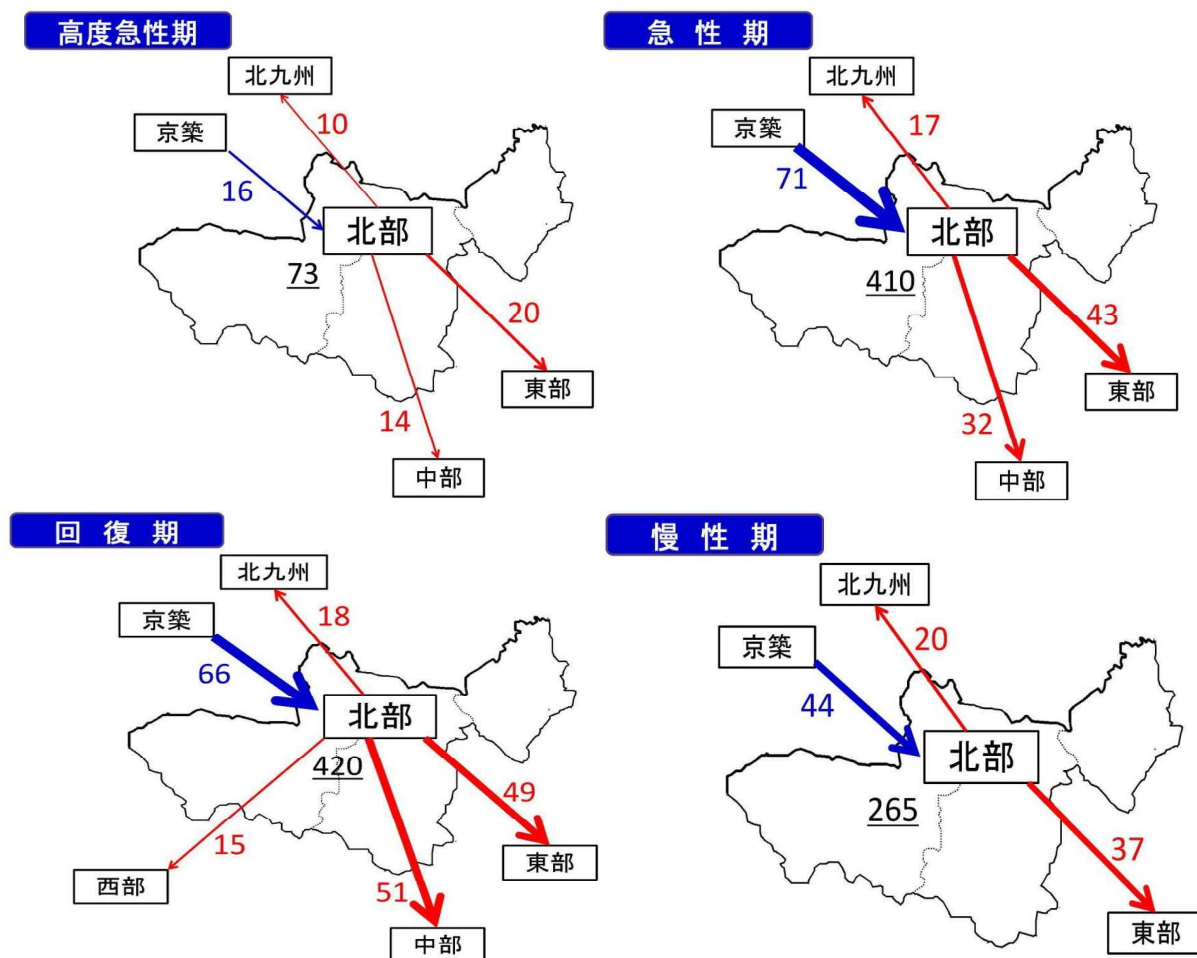 高度急性期
北九州
京築
10
16
北部
73
20
東部
14
中部
急 性 期
北九州
京築
17
71
北部
410
43
東部
32
中部
回 復 期
北九州
京築
18
66
北部
420
49
東部
15
西部
51
中部
慢 性 期
北九州
京築
20
44
北部
265
37
東部